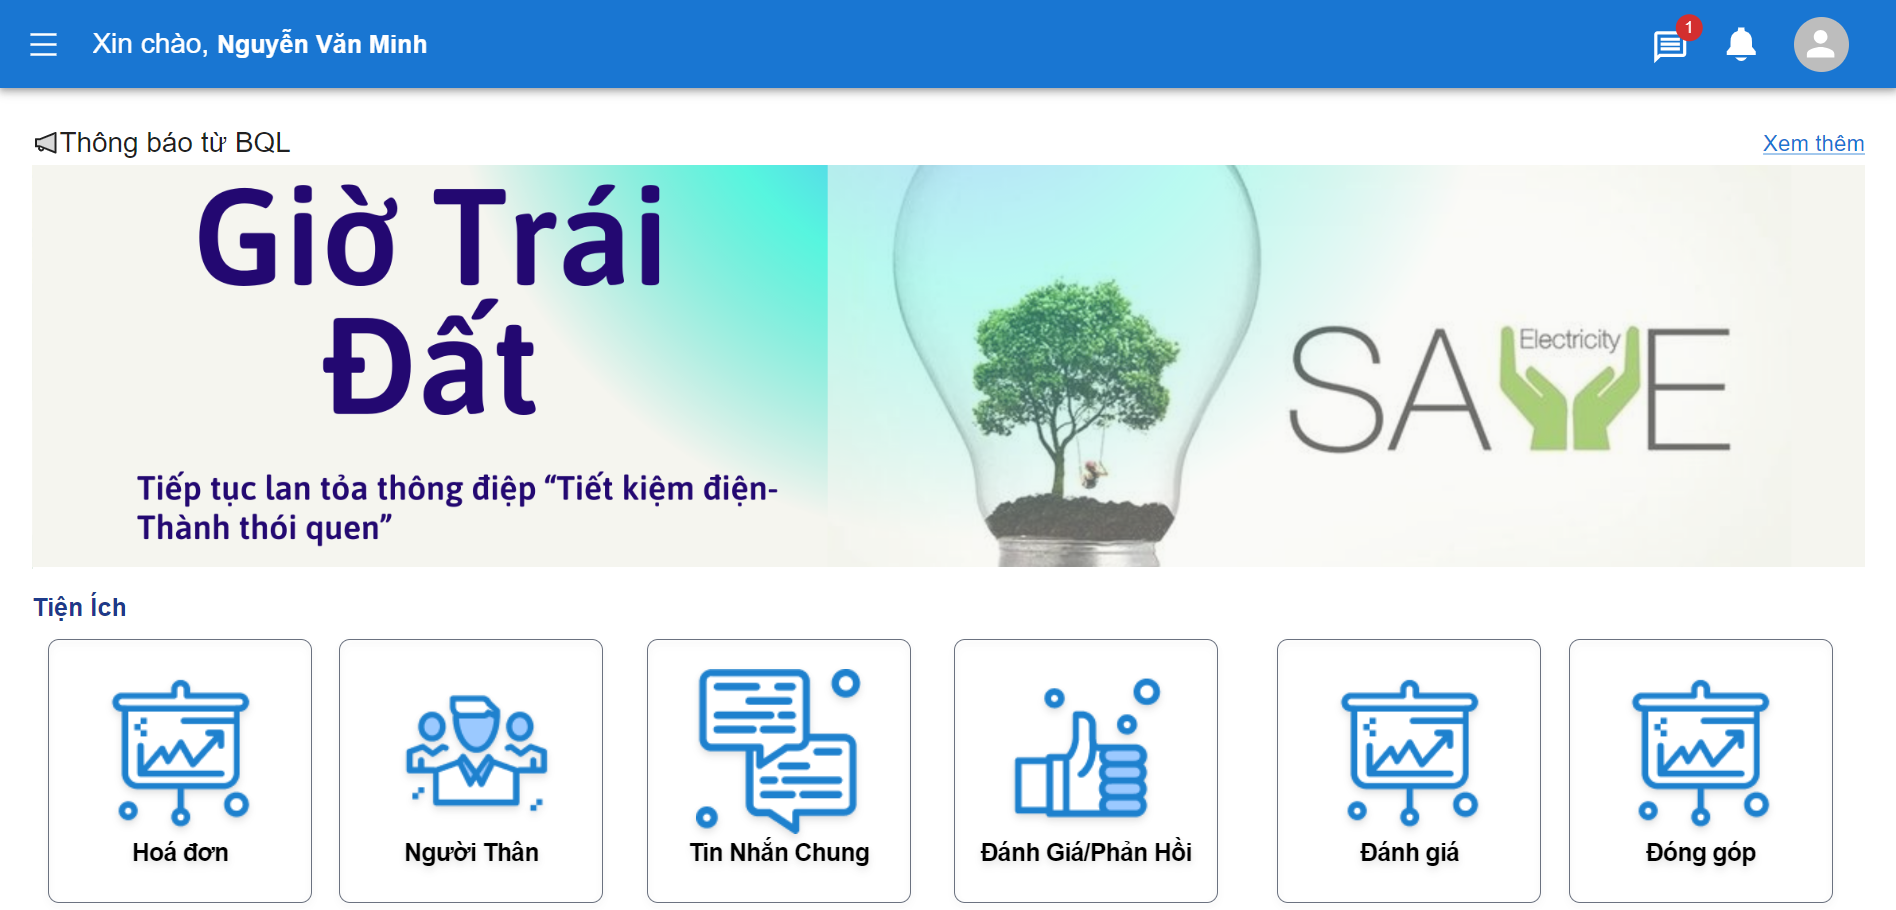 Xin chào, Nguyễn Văn Minh
1
Thông báo từ BQL
Xem thêm
Giờ Trái
Đất
Tiếp tục lan tỏa thông điệp “Tiết kiệm điện-
Thành thói quen”
SAVE
Electricity
Tiện Ích
Hoá đơn
Người Thân
Tin Nhắn Chung
Đánh Giá/Phản Hồi
Đánh giá
Đóng góp